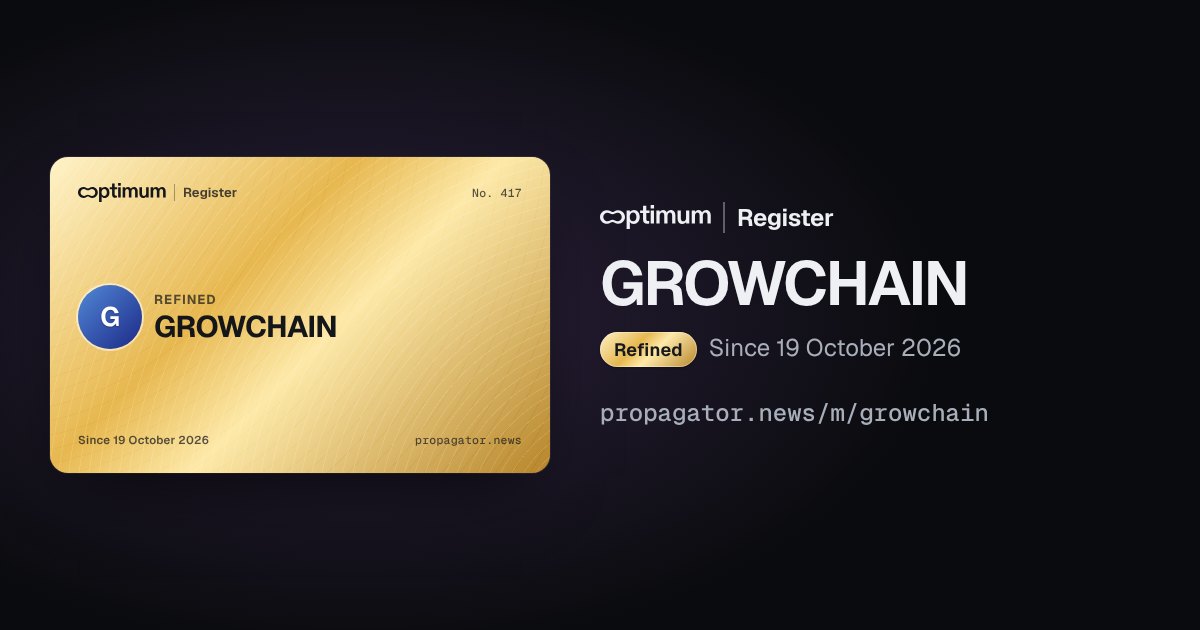 optimum | Register
No. 417
G
REFINED
GROWCHAIN
Since 19 October 2026
propagator.news
optimum | Register
GROWCHAIN
Refined
Since 19 October 2026
propagator.news/m/growchain